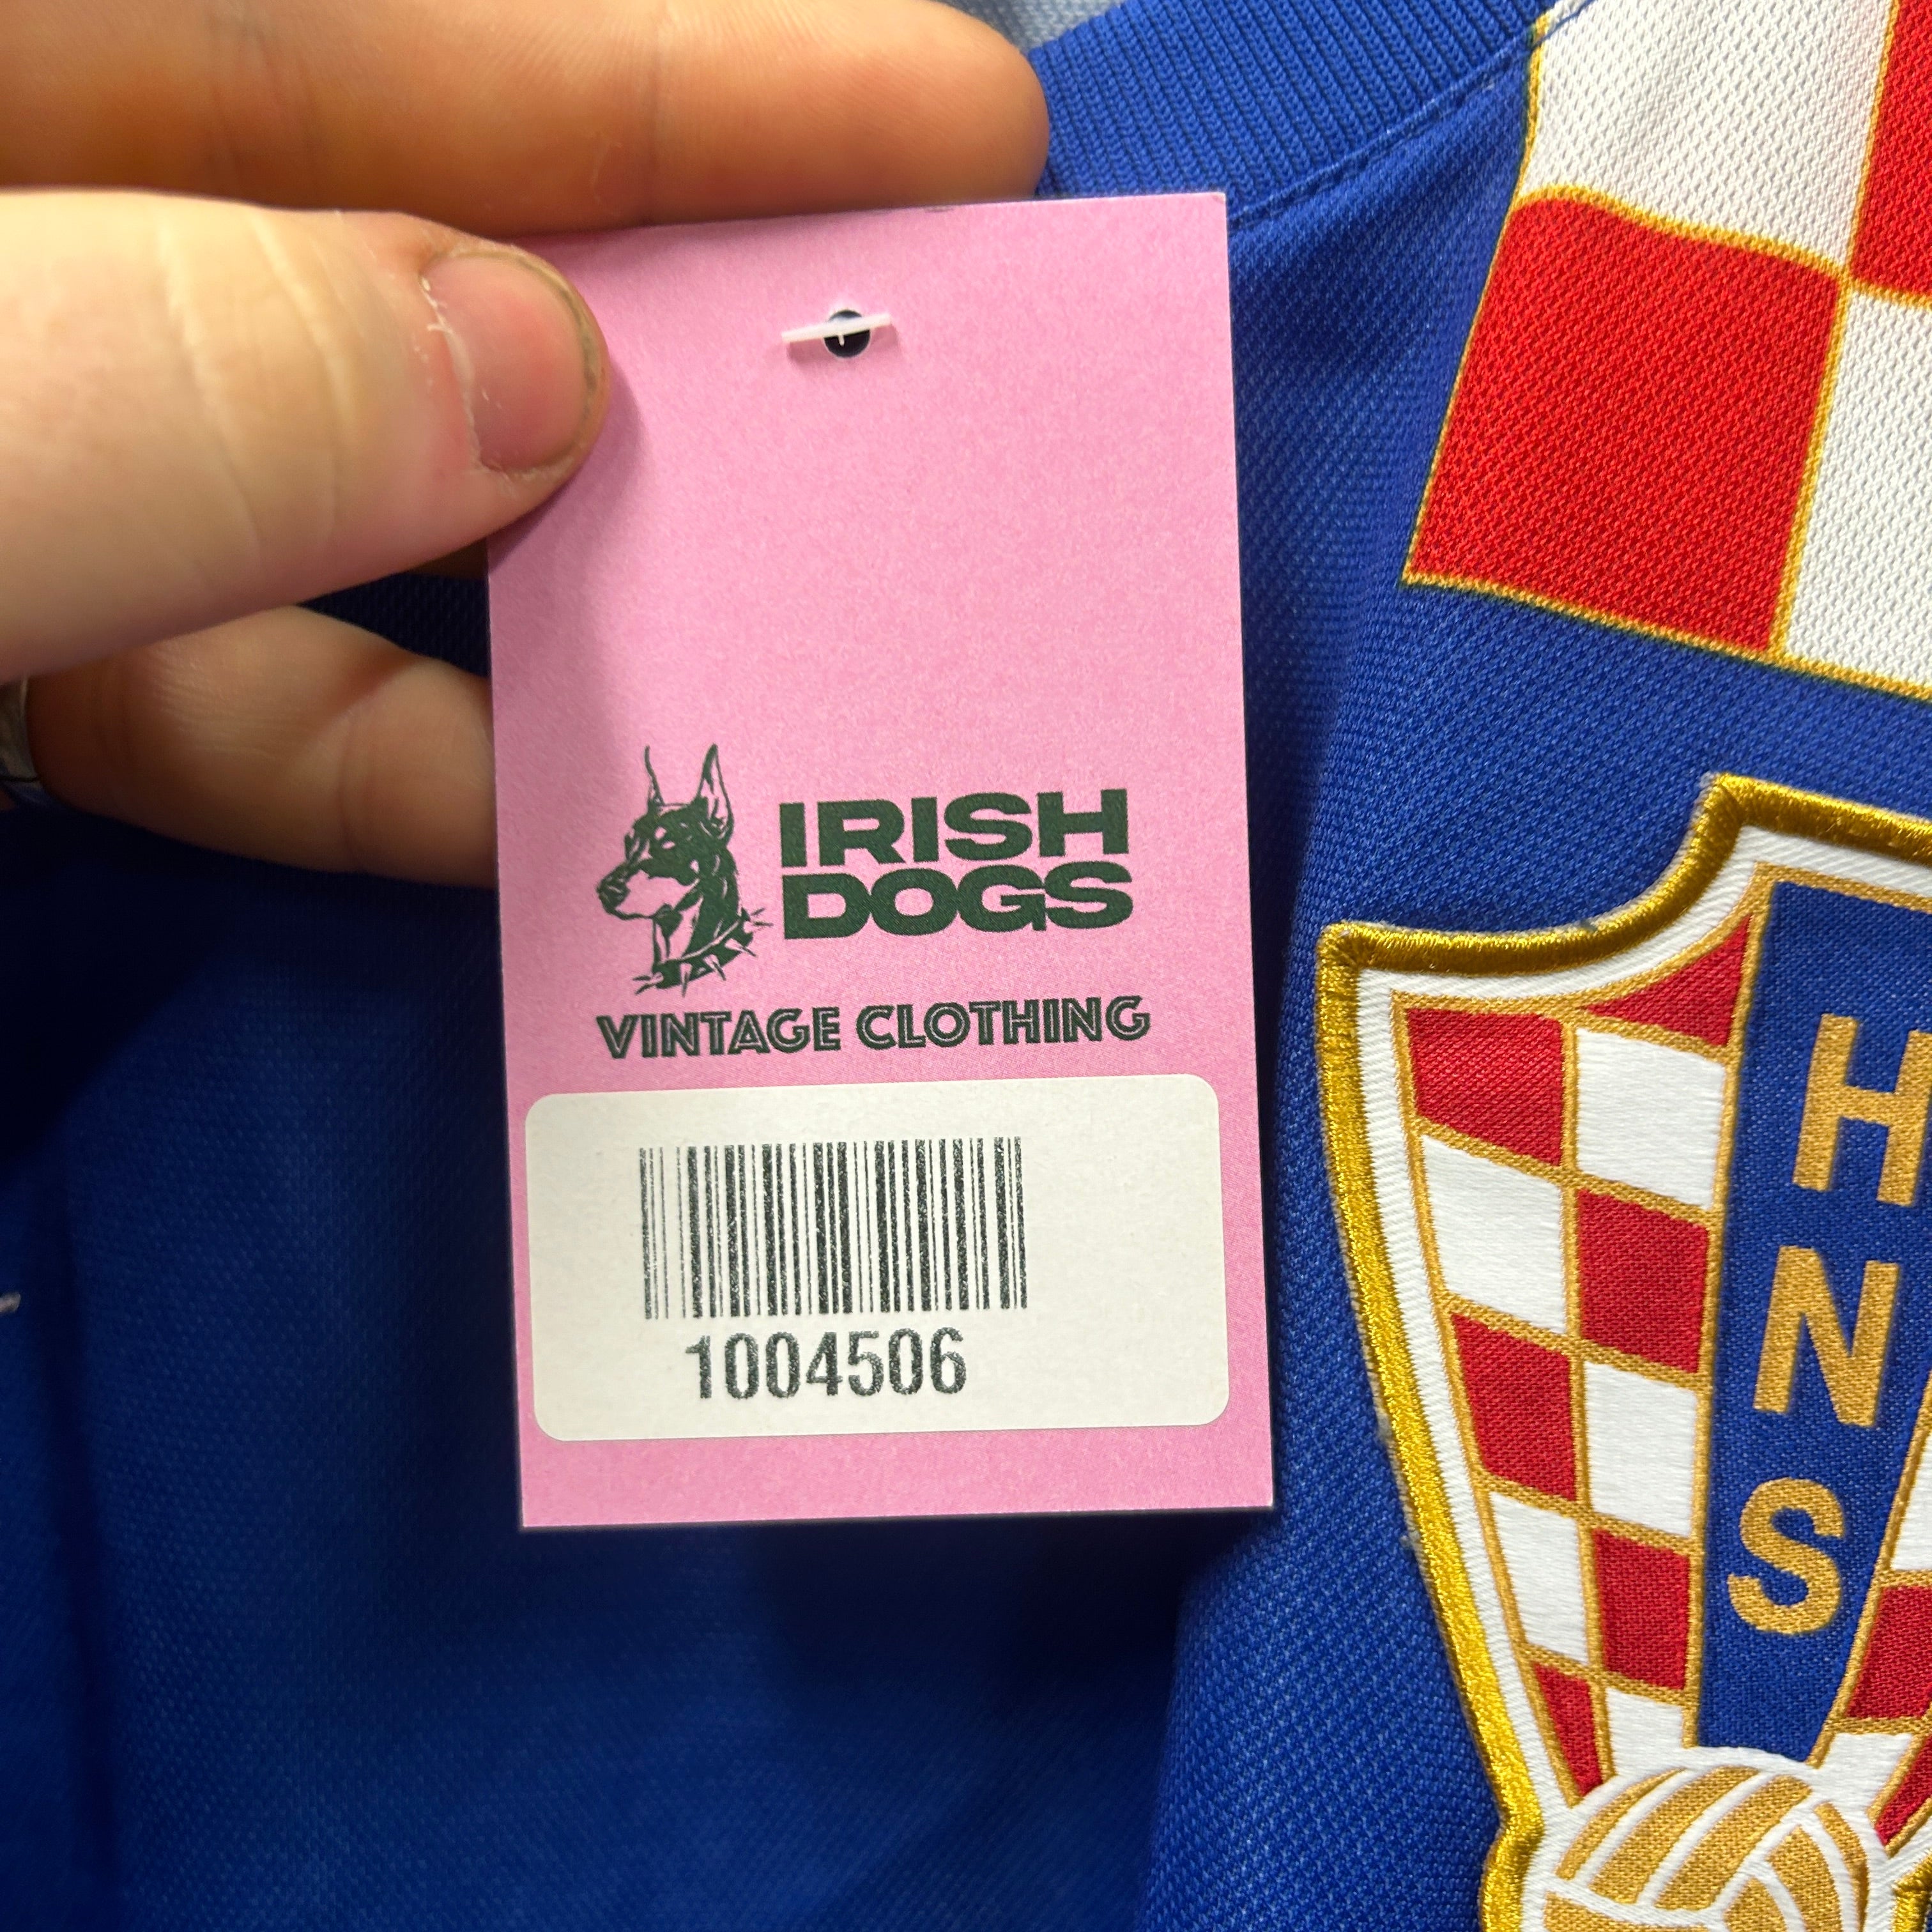 IRISH
DOGS
VINTAGE CLOTHING
1004506
H
N
S